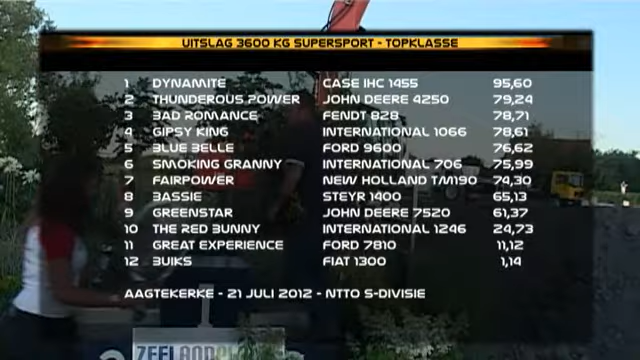 UITSLAG 3600 KG SUPERSPORT - TOPKLASSE
1 DYNAMITE CASE IHC 1455 95,60
2 THUNDEROUS POWER JOHN DEERE 4250 79,24
3 BAD ROMANCE FENDT 828 78,71
4 GIPSY KING INTERNATIONAL 1066 78,61
5 BLUE BELLE FORD 9600 76,62
6 SMOKING GRANNY INTERNATIONAL 706 75,99
7 FAIRPOWER NEW HOLLAND TM190 74,30
8 BASSIE STEYR 1400 65,13
9 GREENSTAR JOHN DEERE 7520 61,37
10 THE RED BUNNY INTERNATIONAL 1246 24,73
11 GREAT EXPERIENCE FORD 7810 11,12
12 BUIKS FIAT 1300 1,14
AAGTEKERKE - 21 JULI 2012 - NTTO S-DIVISIE
1